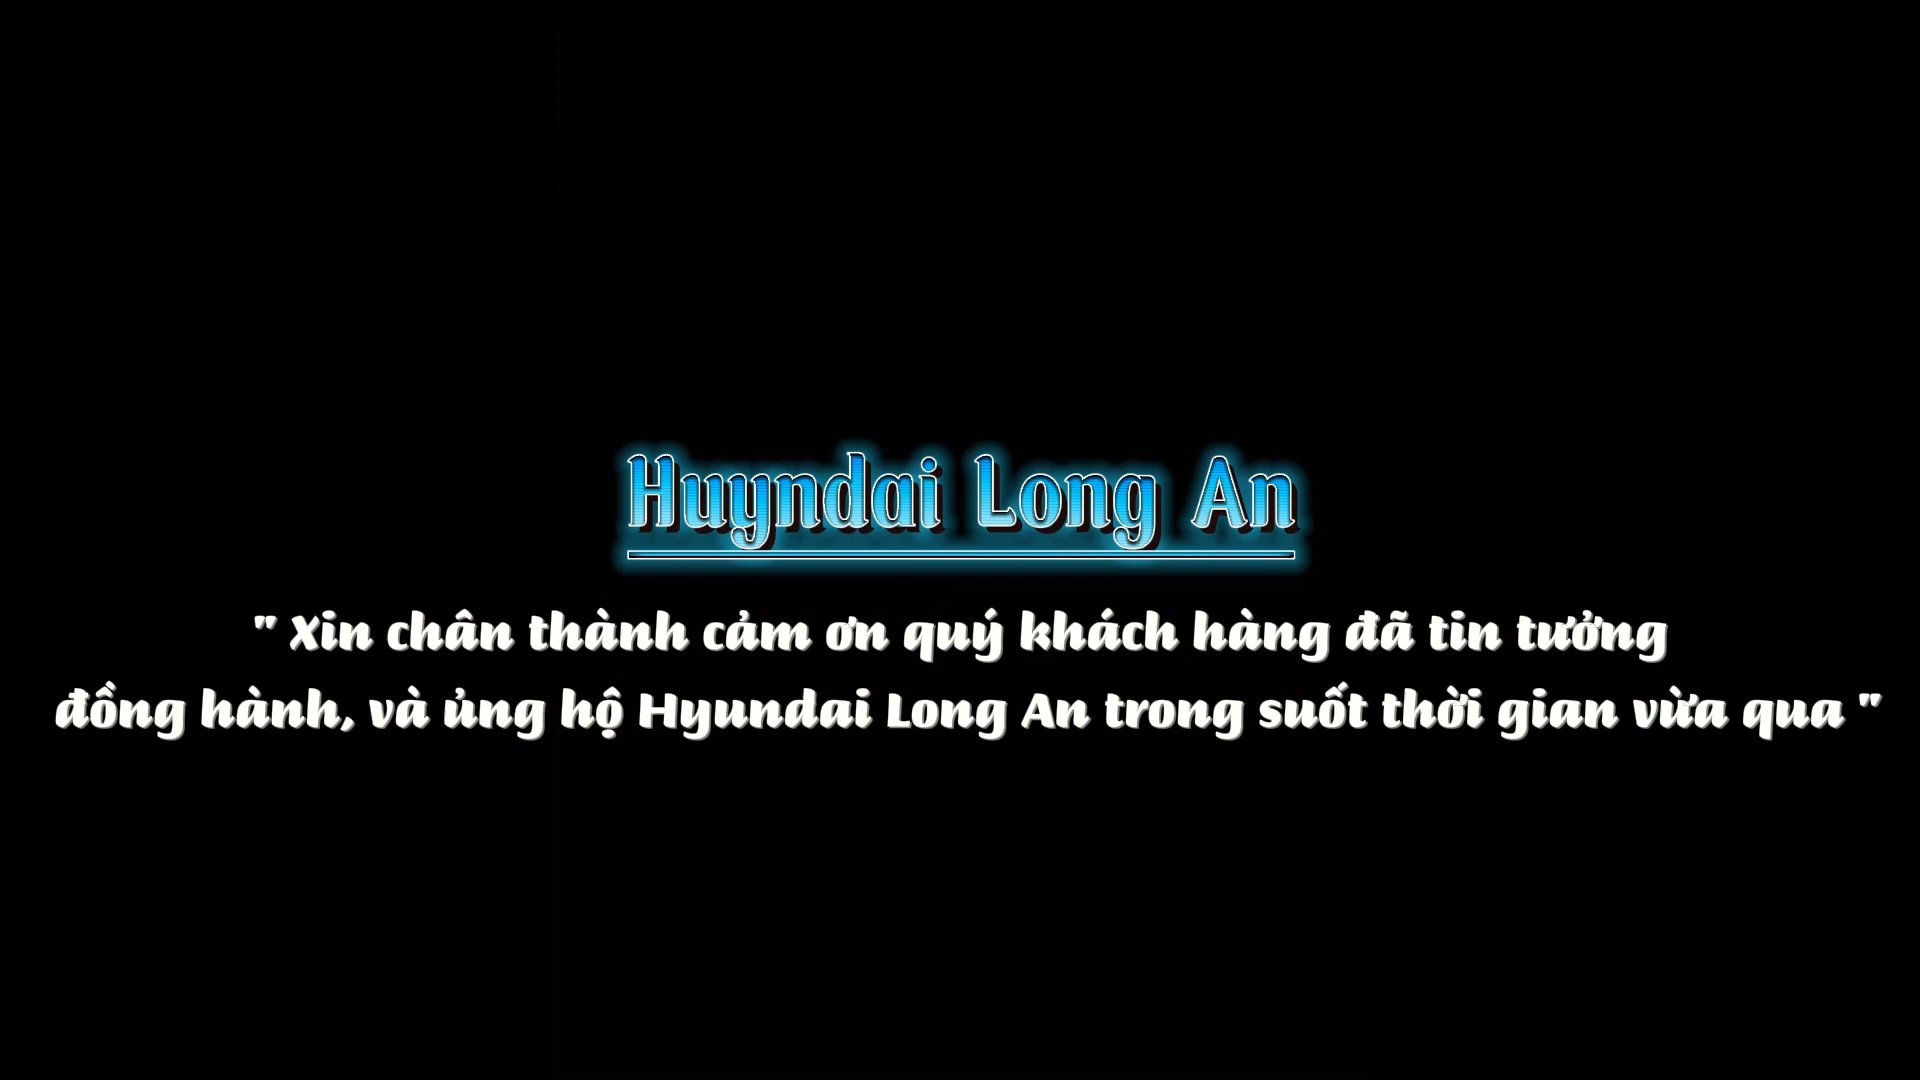 Huyndai Long An
" Xin chân thành cảm ơn quý khách hàng đã tin tưởng
đồng hành, và ủng hộ Hyundai Long An trong suốt thời gian vừa qua "